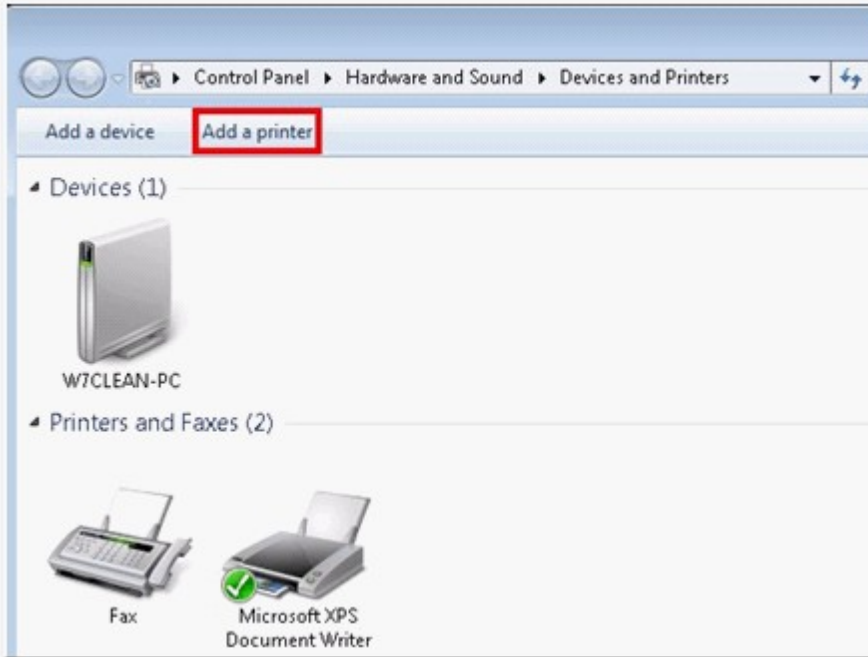 Control Panel ▸ Hardware and Sound ▸ Devices and Printers
Add a device Add a printer
Devices (1)
W7CLEAN-PC
Printers and Faxes (2)
Fax Microsoft XPS
Document Writer